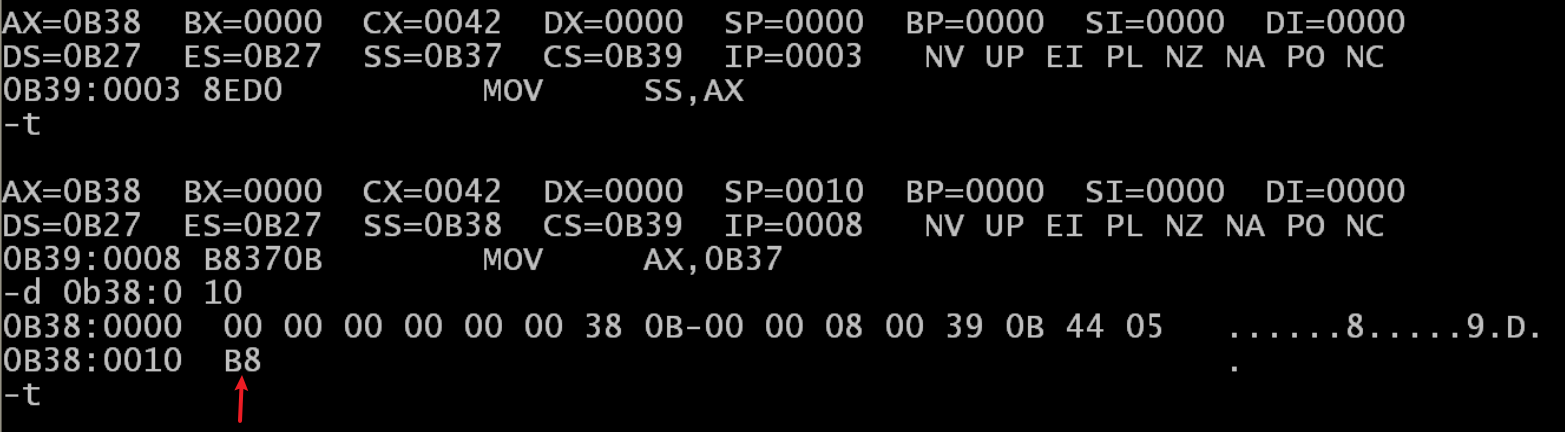 AX=0B38  BX=0000  CX=0042  DX=0000  SP=0000  BP=0000  SI=0000  DI=0000
DS=0B27  ES=0B27  SS=0B37  CS=0B39  IP=0003   NV UP EI PL NZ NA PO NC
0B39:0003 8ED0          MOV     SS,AX
-t
AX=0B38  BX=0000  CX=0042  DX=0000  SP=0010  BP=0000  SI=0000  DI=0000
DS=0B27  ES=0B27  SS=0B38  CS=0B39  IP=0008   NV UP EI PL NZ NA PO NC
0B39:0008 B8370B        MOV     AX,0B37
-d 0b38:0 10
0B38:0000  00 00 00 00 00 00 38 0B-00 00 08 00 39 0B 44 05   ......8.....9.D.
0B38:0010  B8                                                .
-t